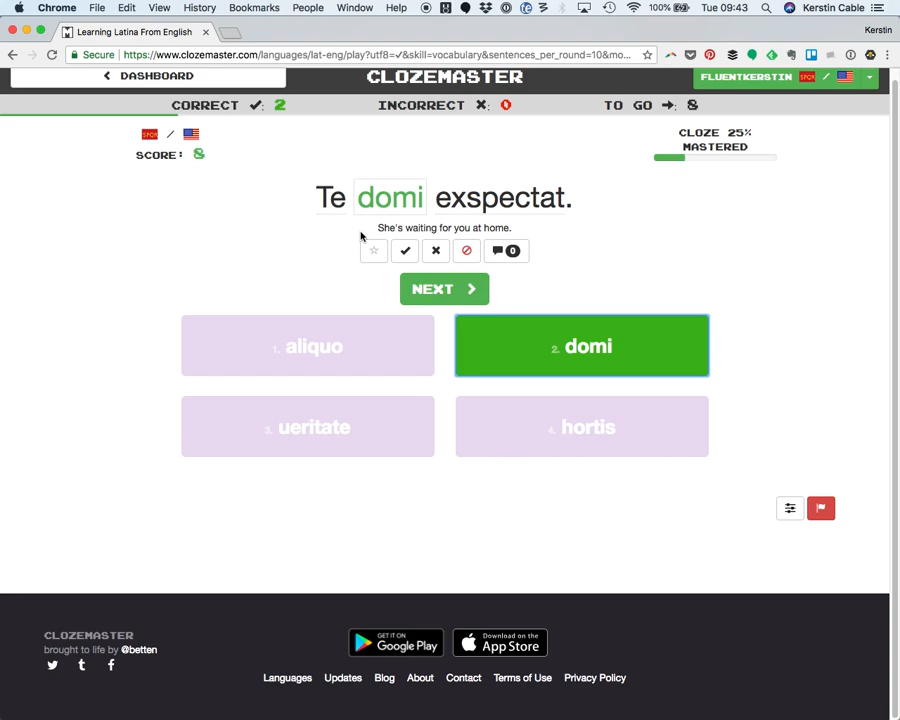 Chrome File Edit View History Bookmarks People Window Help 100% Tue 09:43 Kerstin Cable
Learning Latina From English Kerstin
Secure https://www.clozemaster.com/languages/lat-eng/play?utf8=✓&skill=vocabulary&sentences_per_round=10&mo...
DASHBOARD CLOZEMASTER FLUENTKERSTIN SPQR /
CORRECT ✔: 2 INCORRECT ✖: 0 TO GO →: 8
SPQR / CLOZE 25%
MASTERED
SCORE: 8
Te domi exspectat.
She's waiting for you at home.
0
NEXT
1. aliquo 2. domi
3. ueritate 4. hortis
CLOZEMASTER
brought to life by @betten
GET IT ON
Google Play
Download on the
App Store
Languages Updates Blog About Contact Terms of Use Privacy Policy